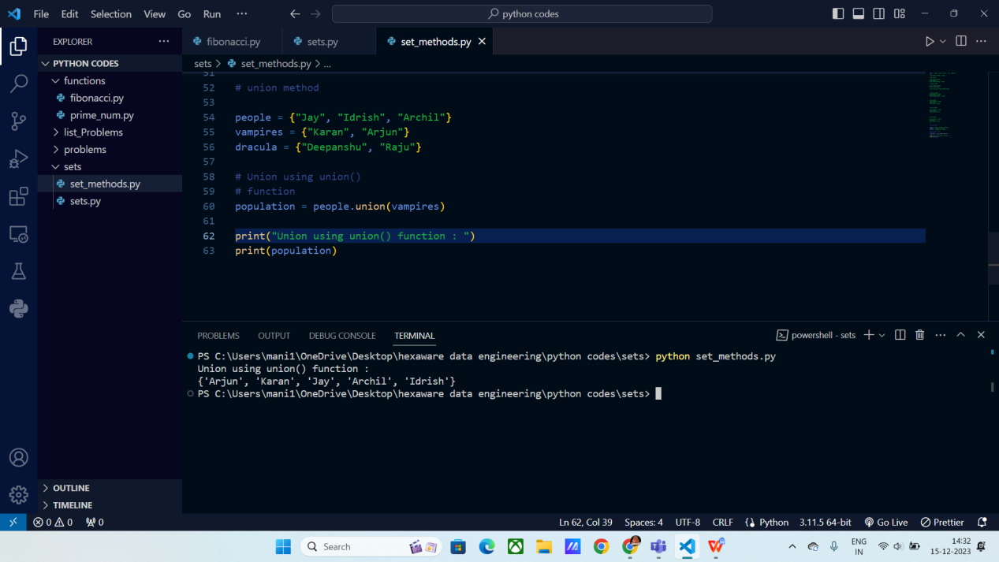 File Edit Selection View Go Run ··· python codes
EXPLORER ···
PYTHON CODES
functions
fibonacci.py
prime_num.py
list_Problems
problems
sets
set_methods.py
sets.py
OUTLINE
TIMELINE
fibonacci.py sets.py set_methods.py
sets > set_methods.py > ...
51
52 # union method
53
54 people = {"Jay", "Idrish", "Archil"}
55 vampires = {"Karan", "Arjun"}
56 dracula = {"Deepanshu", "Raju"}
57
58 # Union using union()
59 # function
60 population = people.union(vampires)
61
62 print("Union using union() function : ")
63 print(population)
PROBLEMS OUTPUT DEBUG CONSOLE TERMINAL powershell - sets
PS C:\Users\mani1\OneDrive\Desktop\hexaware data engineering\python codes\sets> python set_methods.py
Union using union() function :
{'Arjun', 'Karan', 'Jay', 'Archil', 'Idrish'}
PS C:\Users\mani1\OneDrive\Desktop\hexaware data engineering\python codes\sets>
0 0 0 Ln 62, Col 39 Spaces: 4 UTF-8 CRLF Python 3.11.5 64-bit Go Live Prettier
Search
ENG
IN
14:32
15-12-2023